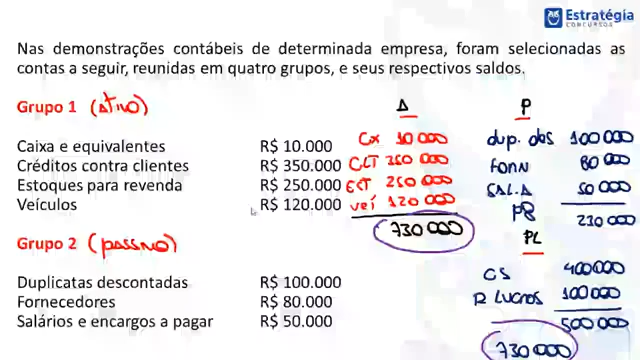 Estratégia
CONCURSOS
Nas demonstrações contábeis de determinada empresa, foram selecionadas as
contas a seguir, reunidas em quatro grupos, e seus respectivos saldos.
Grupo 1 (ATIVO)
Caixa e equivalentes R$ 10.000
Créditos contra clientes R$ 350.000
Estoques para revenda R$ 250.000
Veículos R$ 120.000
Grupo 2 (PASSIVO)
Duplicatas descontadas R$ 100.000
Fornecedores R$ 80.000
Salários e encargos a pagar R$ 50.000
A
Cx 10 000
CLT 350 000
EST 250 000
Veí 120 000
730 000
P
dup. des 100 000
FORN 80 000
SAL.A 50 000
230 000
PL
CS 400 000
R LUCROS 100 000
500 000
730 000